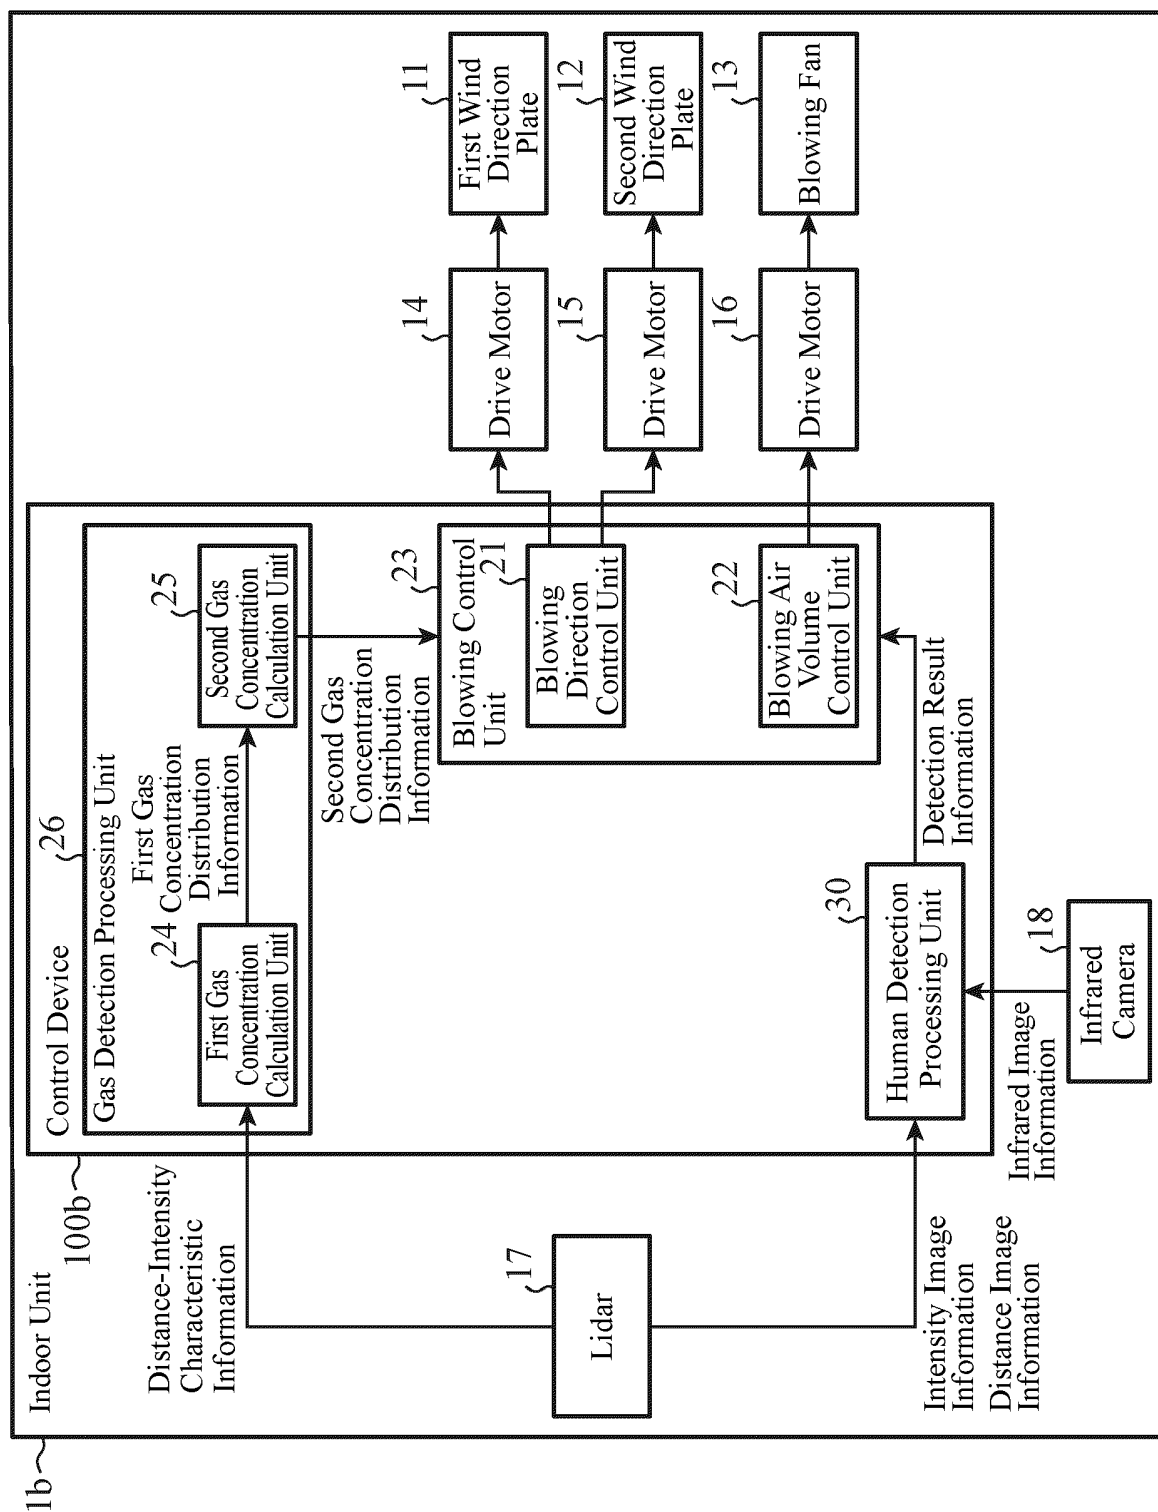 1b
Indoor Unit
100b
Control Device
26
Gas Detection Processing Unit
24
First Gas
Concentration
Calculation Unit
First Gas
Concentration
Distribution
Information
25
Second Gas
Concentration
Calculation Unit
Distance-Intensity
Characteristic
Information
Second Gas
Concentration
Distribution
Information
23
Blowing Control
Unit
21
Blowing
Direction
Control Unit
22
Blowing Air
Volume
Control Unit
14
Drive Motor
11
First Wind
Direction
Plate
15
Drive Motor
12
Second Wind
Direction
Plate
16
Drive Motor
13
Blowing Fan
17
Lidar
Intensity Image
Information
Distance Image
Information
30
Human Detection
Processing Unit
Detection Result
Information
Infrared Image
Information
18
Infrared
Camera